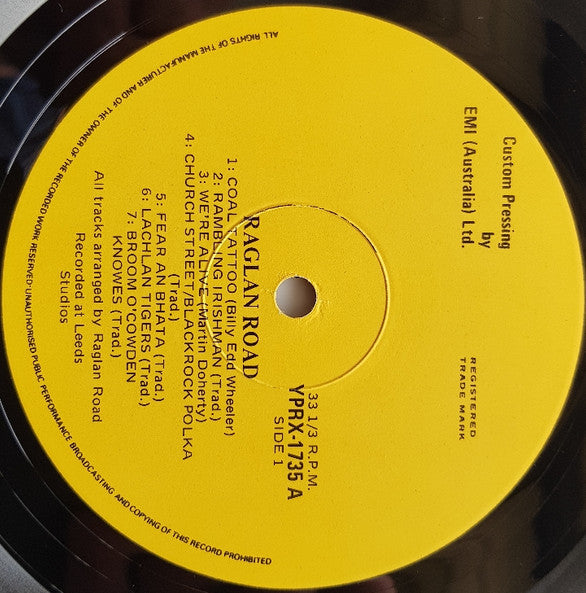 Custom Pressing
by
EMI (Australia) Ltd.
REGISTERED
TRADE MARK
33 1/3 R.P.M.
YPRX-1735 A
SIDE 1
RAGLAN ROAD
1: COAL TATTOO (Billy Edd Wheeler)
2: RAMBLING IRISHMAN (Trad.)
3: WE'RE ALIVE (Martin Doherty)
4: CHURCH STREET/BLACKROCK POLKA
(Trad.)
5: FEAR AN BHATA (Trad.)
6: LACHLAN TIGERS (Trad.)
7: BROOM O'COWDEN
KNOWES (Trad.)
All tracks arranged by Raglan Road
Recorded at Leeds
Studios
ALL RIGHTS OF THE MANUFACTURER AND OF THE OWNER OF THE RECORDED WORK RESERVED·UNAUTHORISED PUBLIC PERFORMANCE BROADCASTING AND COPYING OF THIS RECORD PROHIBITED